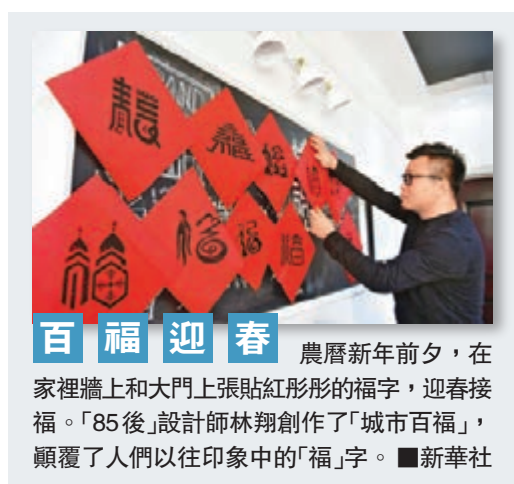 百福迎春 農曆新年前夕，在
家裡牆上和大門上張貼紅彤彤的福字，迎春接
福。「85後」設計師林翔創作了「城市百福」，
顛覆了人們以往印象中的「福」字。■新華社